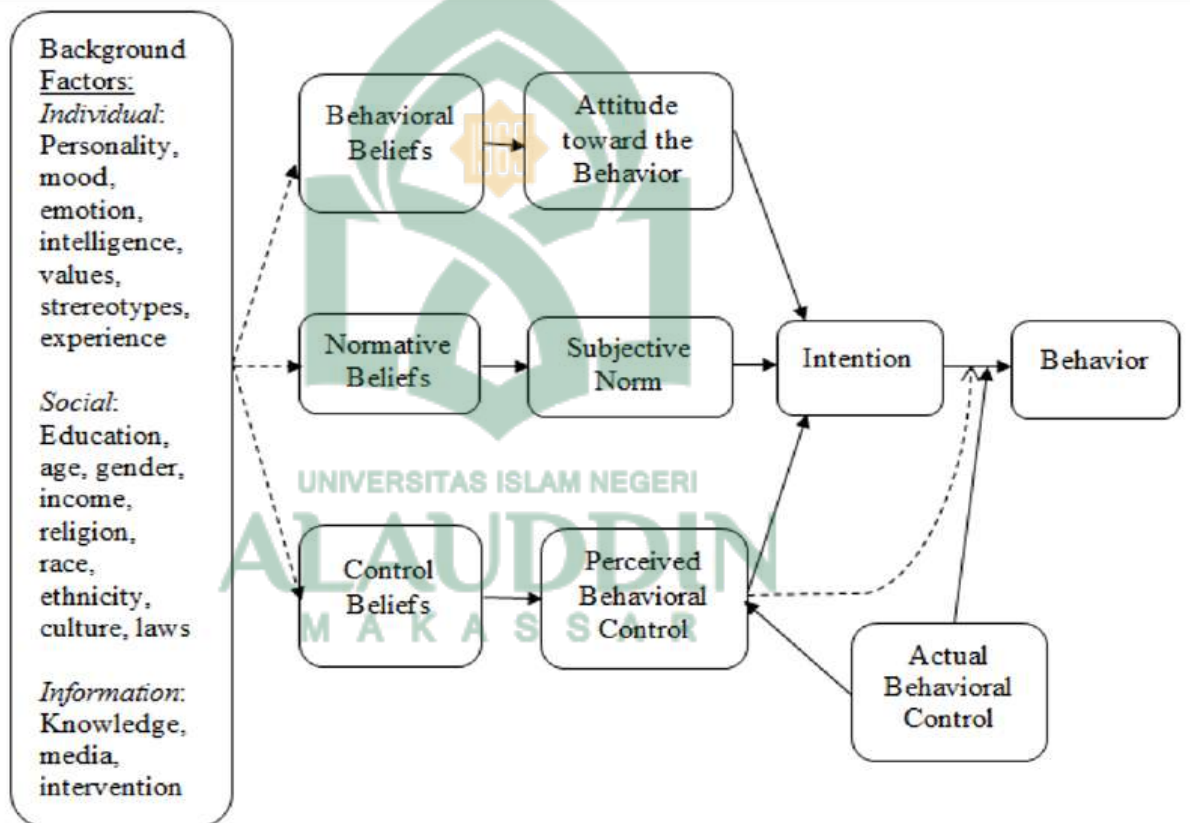 Background
Factors:
Individual:
Personality,
mood,
emotion,
intelligence,
values,
strereotypes,
experience
Social:
Education,
age, gender,
income,
religion,
race,
ethnicity,
culture, laws
Information:
Knowledge,
media,
intervention
Behavioral
Beliefs
Attitude
toward the
Behavior
Normative
Beliefs
Subjective
Norm
Intention
Behavior
Control
Beliefs
Perceived
Behavioral
Control
Actual
Behavioral
Control
UNIVERSITAS ISLAM NEGERI
ALAUDDIN
MAKASSAR